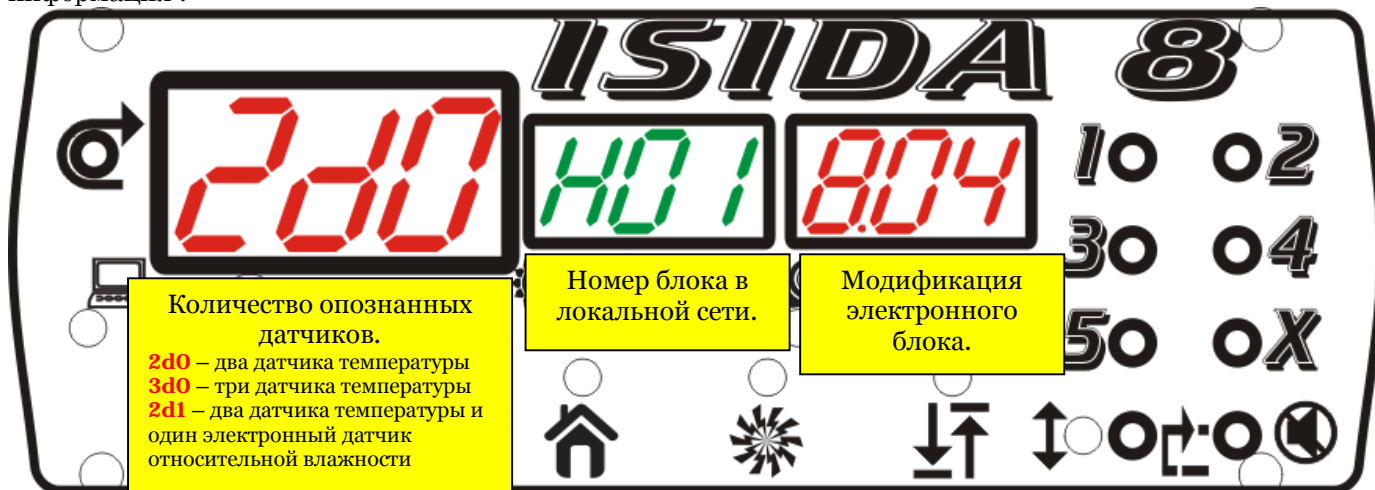 информация .
ISIDA 8
2d0
H01
8.04
1 2
3 4
5 X
Количество опознанных
датчиков.
2d0 – два датчика температуры
3d0 – три датчика температуры
2d1 – два датчика температуры и
один электронный датчик
относительной влажности
Номер блока в
локальной сети.
Модификация
электронного
блока.